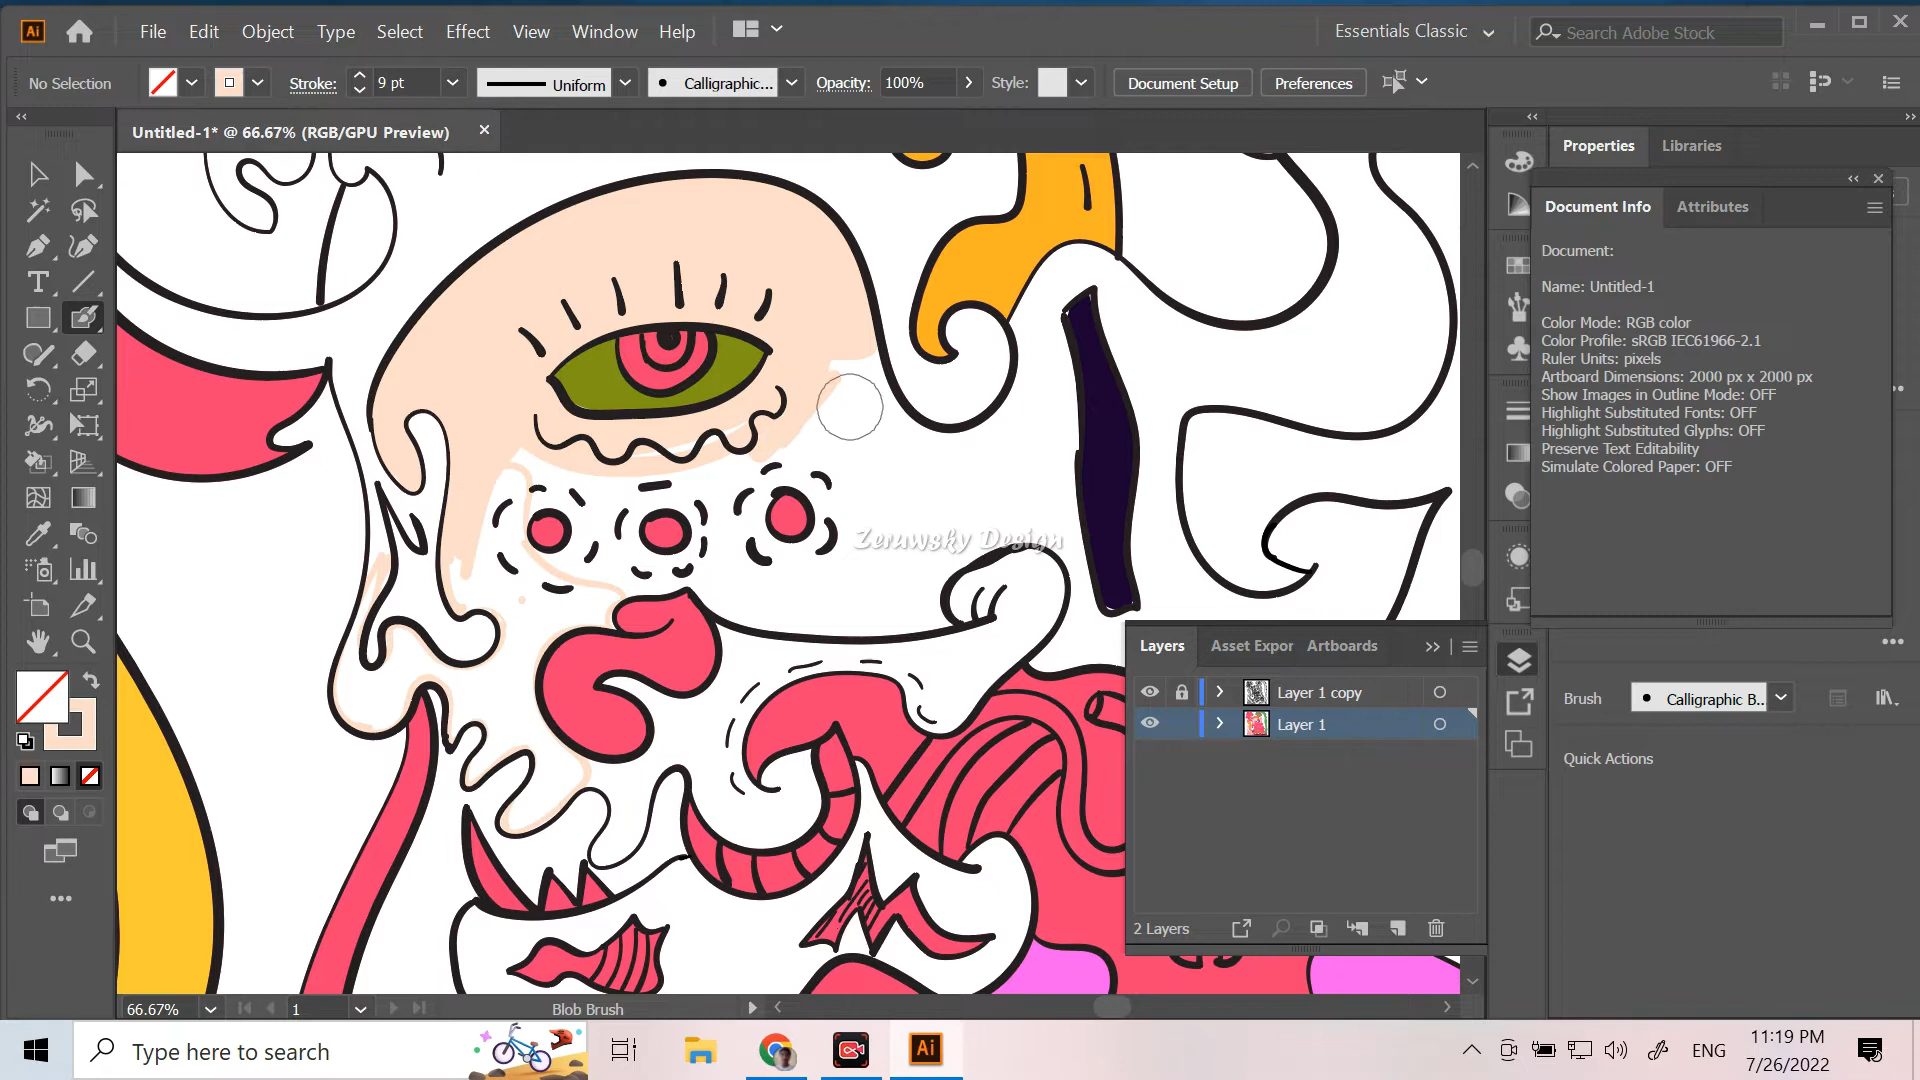 Ai File Edit Object Type Select Effect View Window Help Essentials Classic Search Adobe Stock
No Selection Stroke: 9 pt Uniform Calligraphic... Opacity: 100% Style: Document Setup Preferences
Untitled-1* @ 66.67% (RGB/GPU Preview)
Properties Libraries
Document Info Attributes
Document:
Name: Untitled-1
Color Mode: RGB color
Color Profile: sRGB IEC61966-2.1
Ruler Units: pixels
Artboard Dimensions: 2000 px x 2000 px
Show Images in Outline Mode: OFF
Highlight Substituted Fonts: OFF
Highlight Substituted Glyphs: OFF
Preserve Text Editability
Simulate Colored Paper: OFF
Zerawsky Design
Layers Asset Expor Artboards
Layer 1 copy
Layer 1
2 Layers
Brush Calligraphic B...
Quick Actions
66.67% 1 Blob Brush
Type here to search
Ai
ENG
11:19 PM
7/26/2022